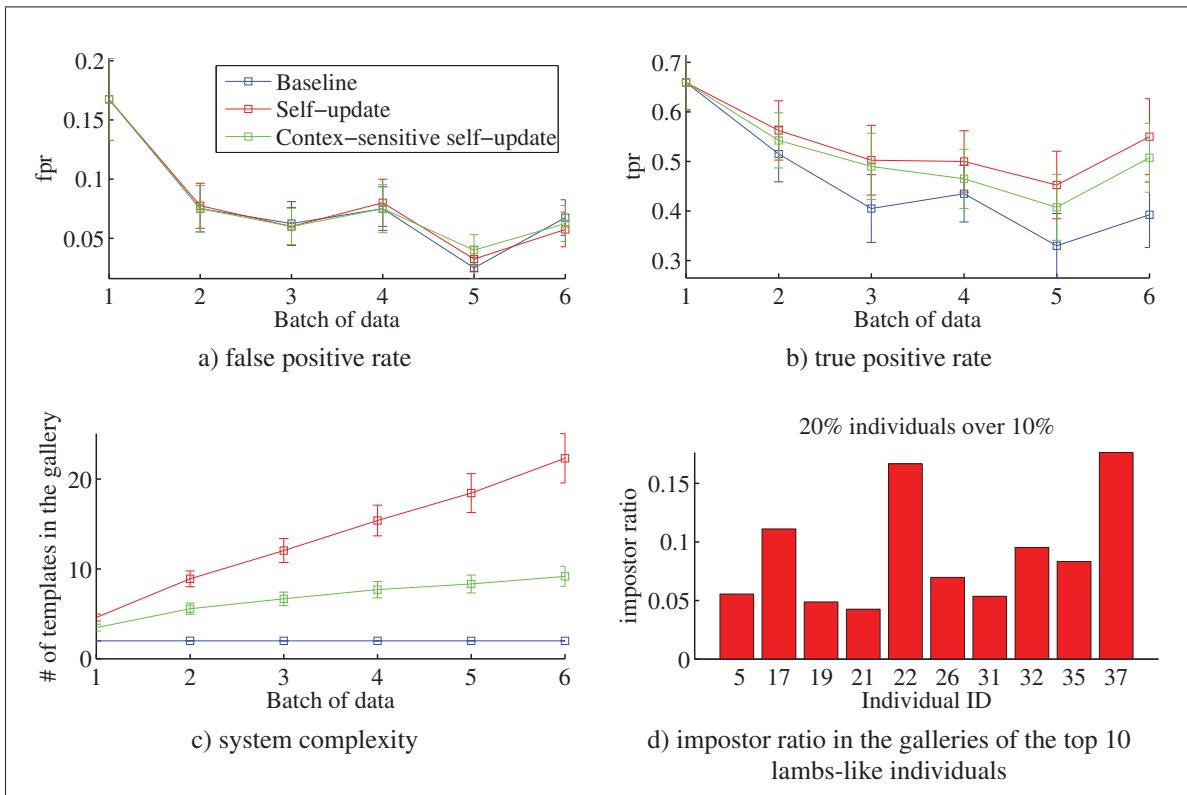 0.2
0.15
0.1
0.05
fpr
Baseline
Self-update
Contex-sensitive self-update
1 2 3 4 5 6
Batch of data
a) false positive rate
0.7
0.6
0.5
0.4
0.3
tpr
1 2 3 4 5 6
Batch of data
b) true positive rate
20
10
0
# of templates in the gallery
1 2 3 4 5 6
Batch of data
c) system complexity
20% individuals over 10%
0.15
0.1
0.05
0
impostor ratio
5 17 19 21 22 26 31 32 35 37
Individual ID
d) impostor ratio in the galleries of the top 10
lambs-like individuals